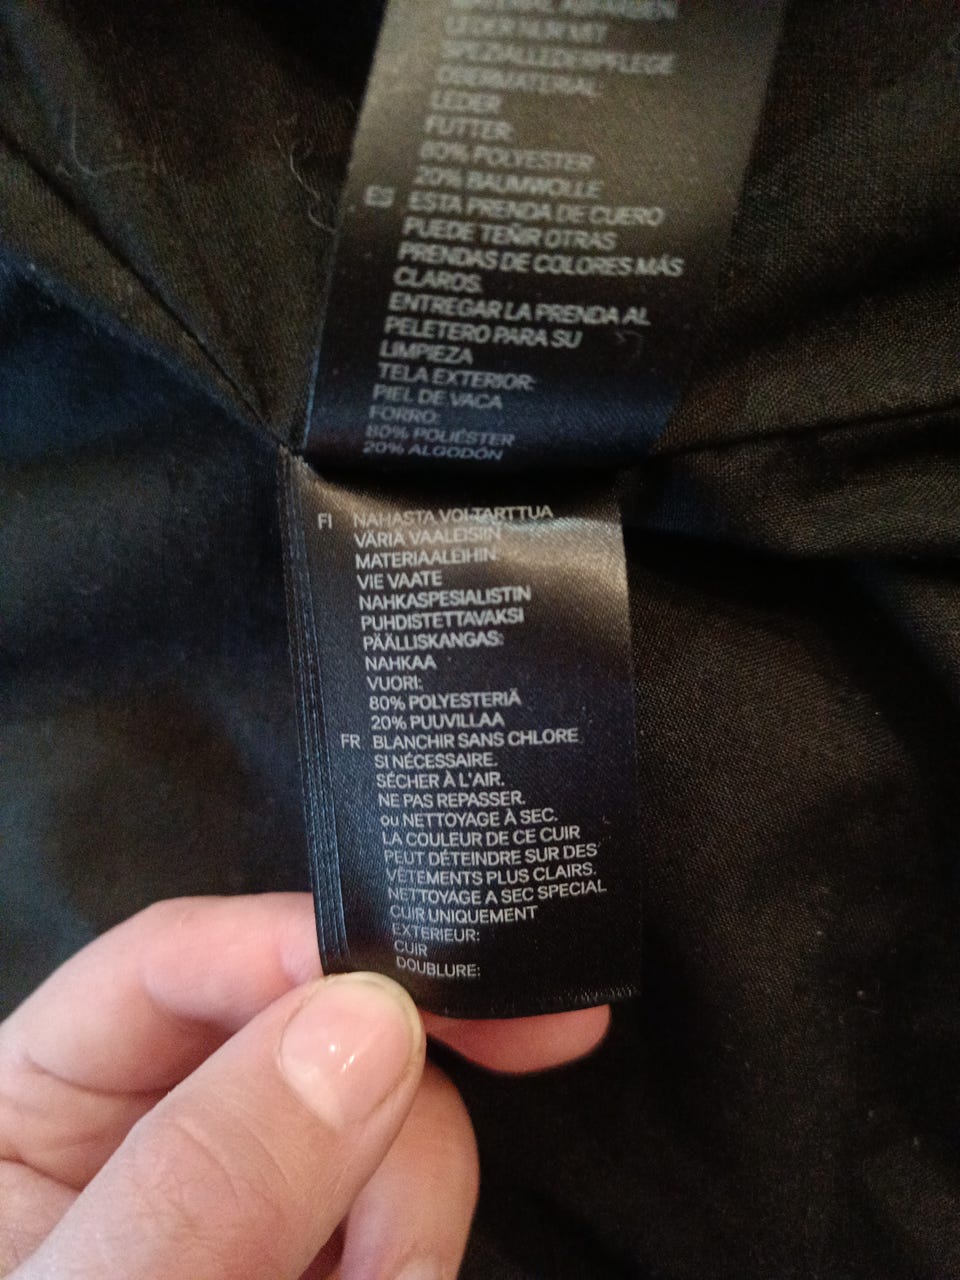 MATERIAL ABFÄRBEN
LEDER NUR MIT
SPEZIALLEDERPFLEGE
OBERMATERIAL:
LEDER
FUTTER:
80% POLYESTER
20% BAUMWOLLE
ES ESTA PRENDA DE CUERO
PUEDE TEÑIR OTRAS
PRENDAS DE COLORES MÁS
CLAROS.
ENTREGAR LA PRENDA AL
PELETERO PARA SU
LIMPIEZA
TELA EXTERIOR:
PIEL DE VACA
FORRO:
80% POLIÉSTER
20% ALGODÓN
FI NAHASTA VOI TARTTUA
VÄRIÄ VAALEISIIN
MATERIAALEIHIN.
VIE VAATE
NAHKASPESIALISTIN
PUHDISTETTAVAKSI
PÄÄLLISKANGAS:
NAHKAA
VUORI:
80% POLYESTERIÄ
20% PUUVILLAA
FR BLANCHIR SANS CHLORE
SI NÉCESSAIRE.
SÉCHER À L'AIR.
NE PAS REPASSER.
ou NETTOYAGE À SEC.
LA COULEUR DE CE CUIR
PEUT DÉTEINDRE SUR DES
VÊTEMENTS PLUS CLAIRS.
NETTOYAGE A SEC SPECIAL
CUIR UNIQUEMENT
EXTERIEUR:
CUIR
DOUBLURE: